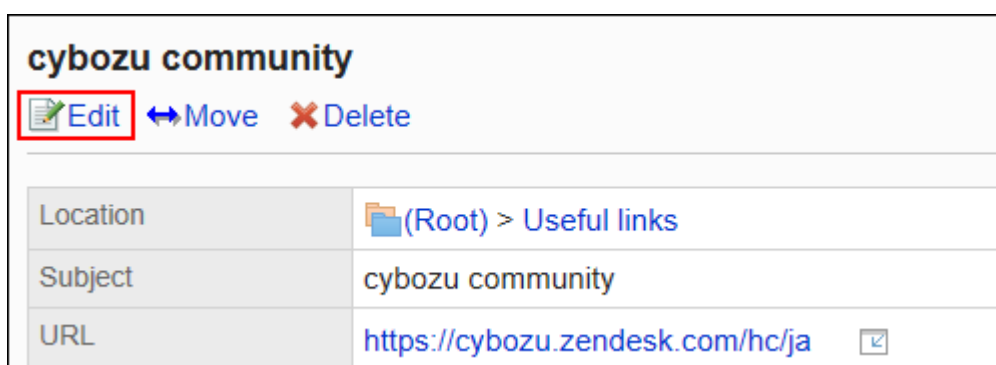 cybozu community
Edit Move Delete
Location (Root) > Useful links
Subject cybozu community
URL https://cybozu.zendesk.com/hc/ja